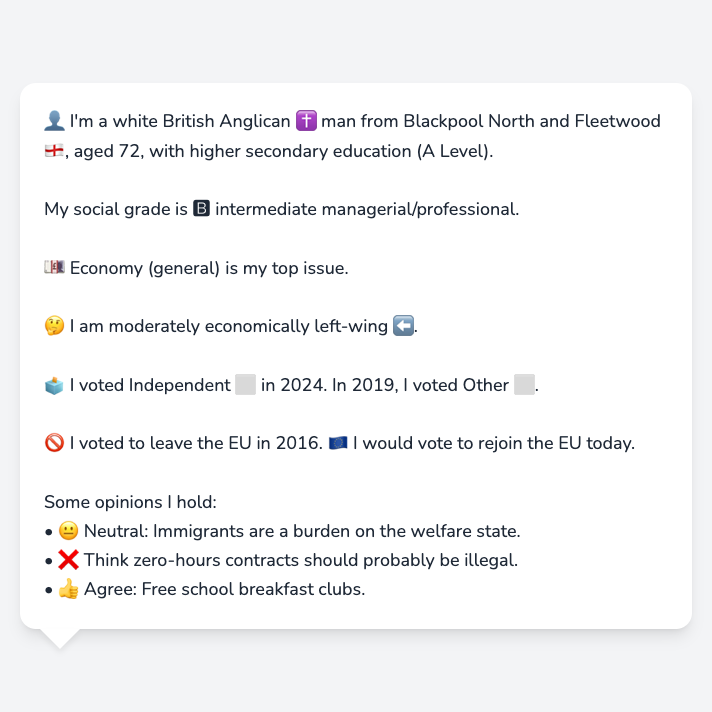 👤 I'm a white British Anglican ✝️ man from Blackpool North and Fleetwood
🏴󠁧󠁢󠁥󠁮󠁧󠁿, aged 72, with higher secondary education (A Level).
My social grade is 🅱 intermediate managerial/professional.
💷 Economy (general) is my top issue.
🤔 I am moderately economically left-wing ⬅️.
🗳️ I voted Independent ⬜ in 2024. In 2019, I voted Other ⬜.
🚫 I voted to leave the EU in 2016. 🇪🇺 I would vote to rejoin the EU today.
Some opinions I hold:
• 😐 Neutral: Immigrants are a burden on the welfare state.
• ❌ Think zero-hours contracts should probably be illegal.
• 👍 Agree: Free school breakfast clubs.